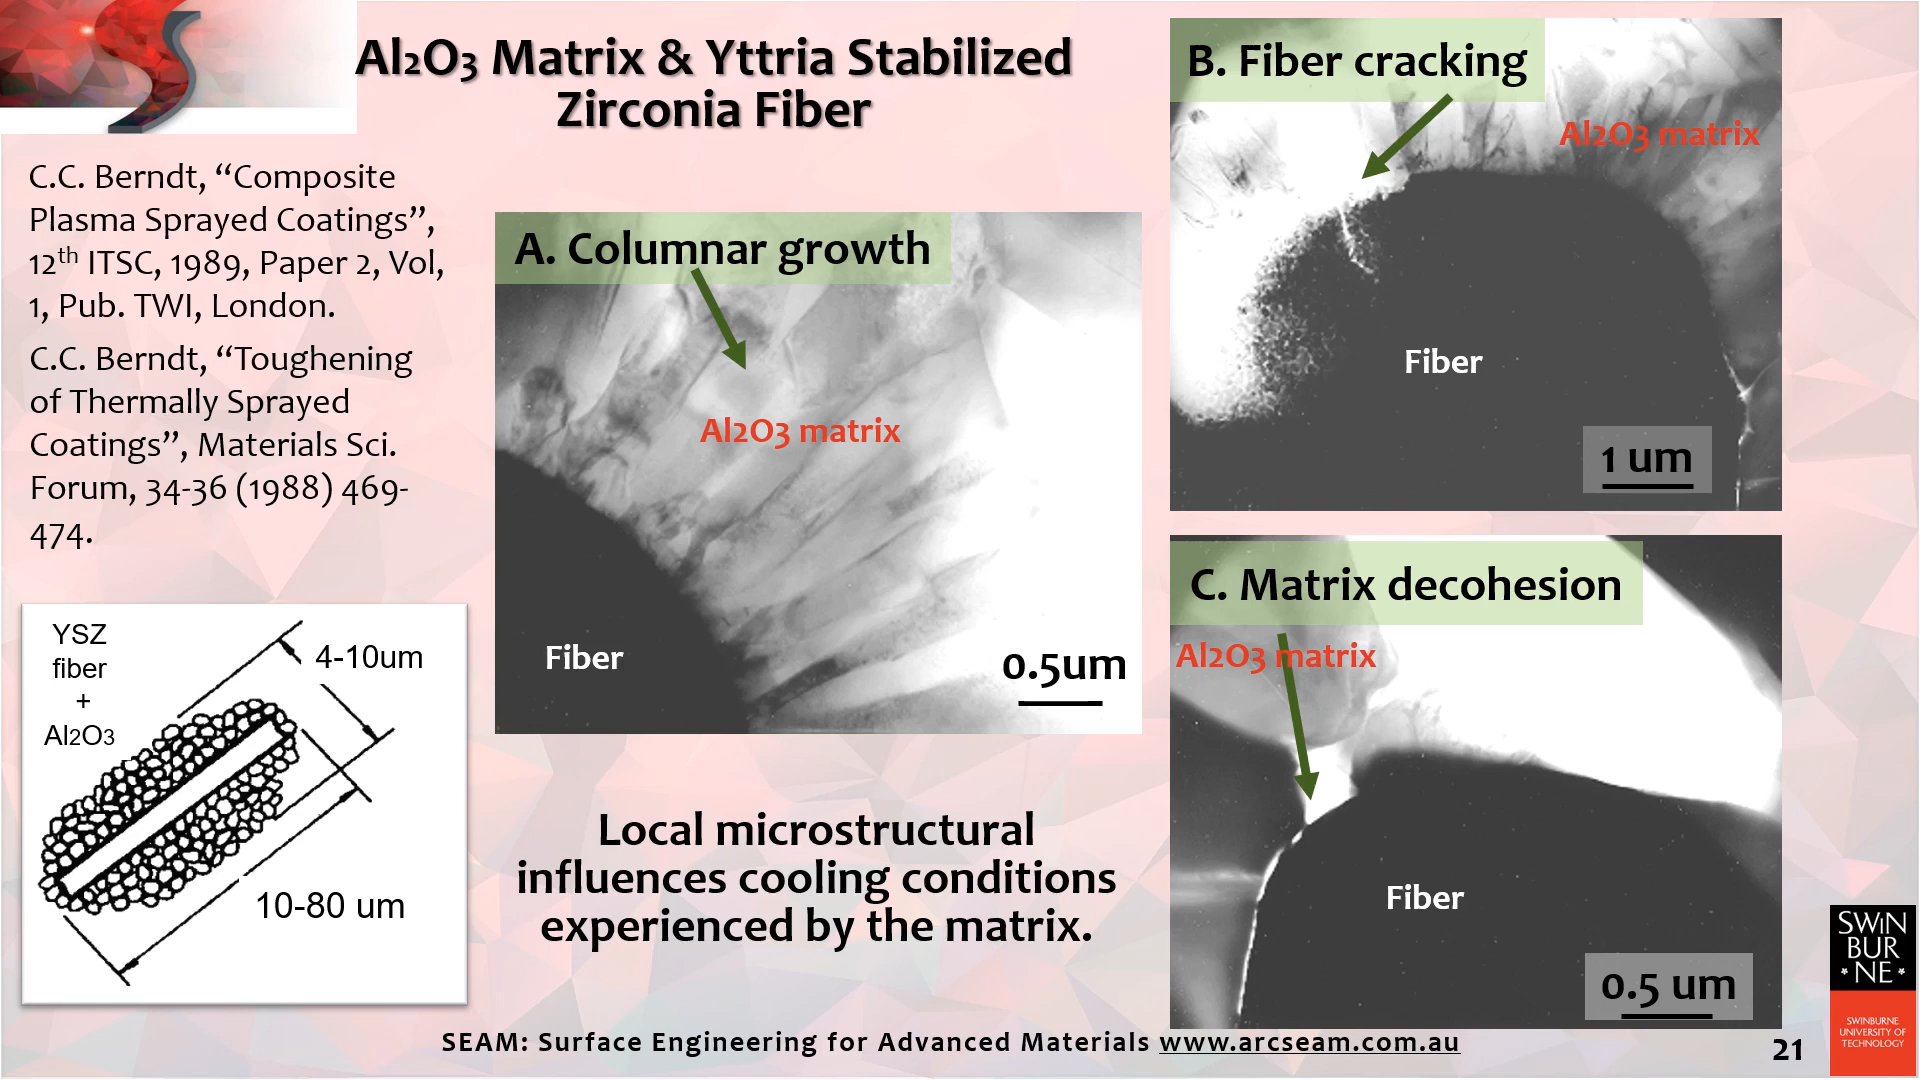 Al₂O₃ Matrix & Yttria Stabilized
Zirconia Fiber
C.C. Berndt, “Composite
Plasma Sprayed Coatings”,
12th ITSC, 1989, Paper 2, Vol,
1, Pub. TWI, London.
C.C. Berndt, “Toughening
of Thermally Sprayed
Coatings”, Materials Sci.
Forum, 34-36 (1988) 469-
474.
YSZ
fiber
+
Al2O3
4-10um
10-80 um
A. Columnar growth
Al2O3 matrix
Fiber
0.5um
B. Fiber cracking
Al2O3 matrix
Fiber
1 um
C. Matrix decohesion
Al2O3 matrix
Fiber
0.5 um
Local microstructural
influences cooling conditions
experienced by the matrix.
SEAM: Surface Engineering for Advanced Materials www.arcseam.com.au
21
SWIN
BUR
*NE*
SWINBURNE
UNIVERSITY OF
TECHNOLOGY